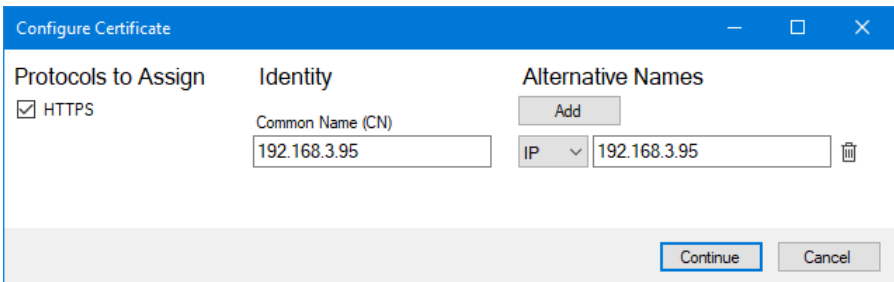 Configure Certificate
Protocols to Assign
HTTPS
Identity
Common Name (CN)
192.168.3.95
Alternative Names
Add
IP 192.168.3.95
Continue Cancel